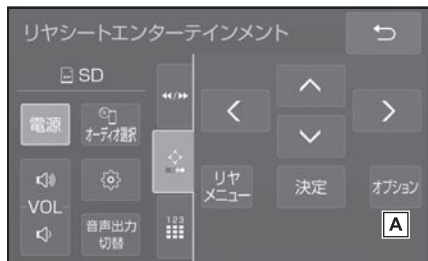 リヤシートエンターテインメント
SD
電源
オーディオ選択
VOL
音声出力
切替
123
リヤ
メニュー
決定
オプション
A